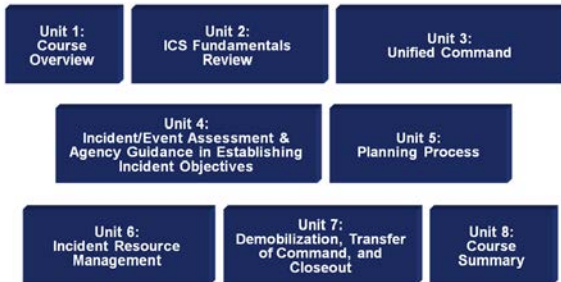 Unit 1:
Course
Overview
Unit 2:
ICS Fundamentals
Review
Unit 3:
Unified Command
Unit 4:
Incident/Event Assessment &
Agency Guidance in Establishing
Incident Objectives
Unit 5:
Planning Process
Unit 6:
Incident Resource
Management
Unit 7:
Demobilization, Transfer
of Command, and
Closeout
Unit 8:
Course
Summary